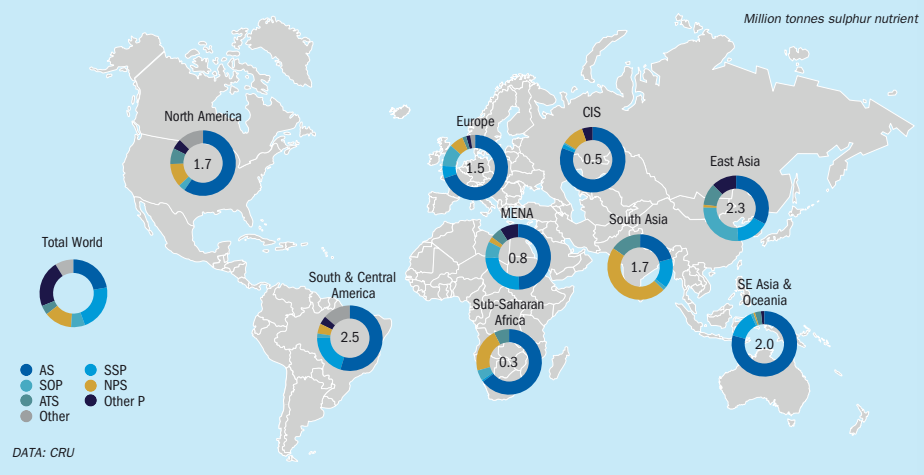 Million tonnes sulphur nutrient
North America
1.7
Europe
1.5
CIS
0.5
East Asia
2.3
MENA
0.8
South Asia
1.7
Total World
South & Central
America
2.5
Sub-Saharan
Africa
0.3
SE Asia &
Oceania
2.0
AS
SSP
SOP
NPS
ATS
Other P
Other
DATA: CRU